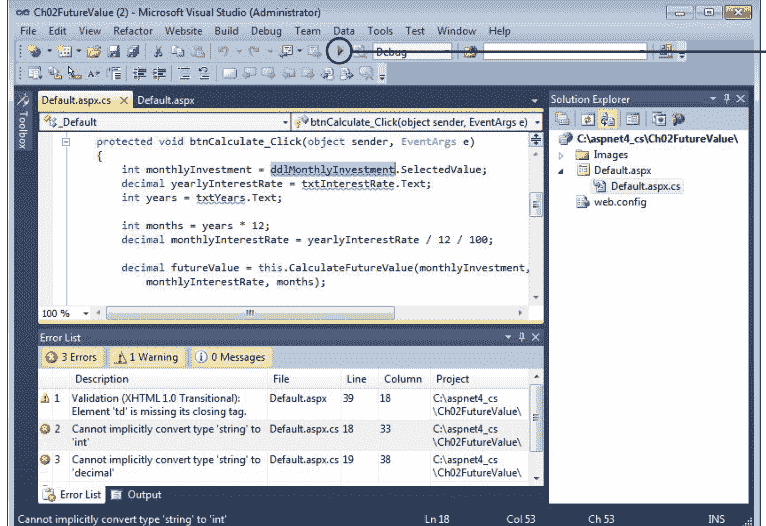 Ch02FutureValue (2) - Microsoft Visual Studio (Administrator)
File Edit View Refactor Website Build Debug Team Data Tools Test Window Help
Debug
Toolbox
Default.aspx.cs Default.aspx
_Default btnCalculate_Click(object sender, EventArgs e)
protected void btnCalculate_Click(object sender, EventArgs e)
{
int monthlyInvestment = ddlMonthlyInvestment.SelectedValue;
decimal yearlyInterestRate = txtInterestRate.Text;
int years = txtYears.Text;
int months = years * 12;
decimal monthlyInterestRate = yearlyInterestRate / 12 / 100;
decimal futureValue = this.CalculateFutureValue(monthlyInvestment,
monthlyInterestRate, months);
100 %
Solution Explorer
C:\aspnet4_cs\Ch02FutureValue\
Images
Default.aspx
Default.aspx.cs
web.config
Error List
3 Errors 1 Warning 0 Messages
Description File Line Column Project
1 Validation (XHTML 1.0 Transitional): Default.aspx 39 18 C:\aspnet4_cs
Element 'td' is missing its closing tag. \Ch02FutureValue\
2 Cannot implicitly convert type 'string' to Default.aspx.cs 18 33 C:\aspnet4_cs
'int' \Ch02FutureValue\
3 Cannot implicitly convert type 'string' to Default.aspx.cs 19 38 C:\aspnet4_cs
'decimal' \Ch02FutureValue\
Error List Output
Cannot implicitly convert type 'string' to 'int' Ln 18 Col 53 Ch 53 INS